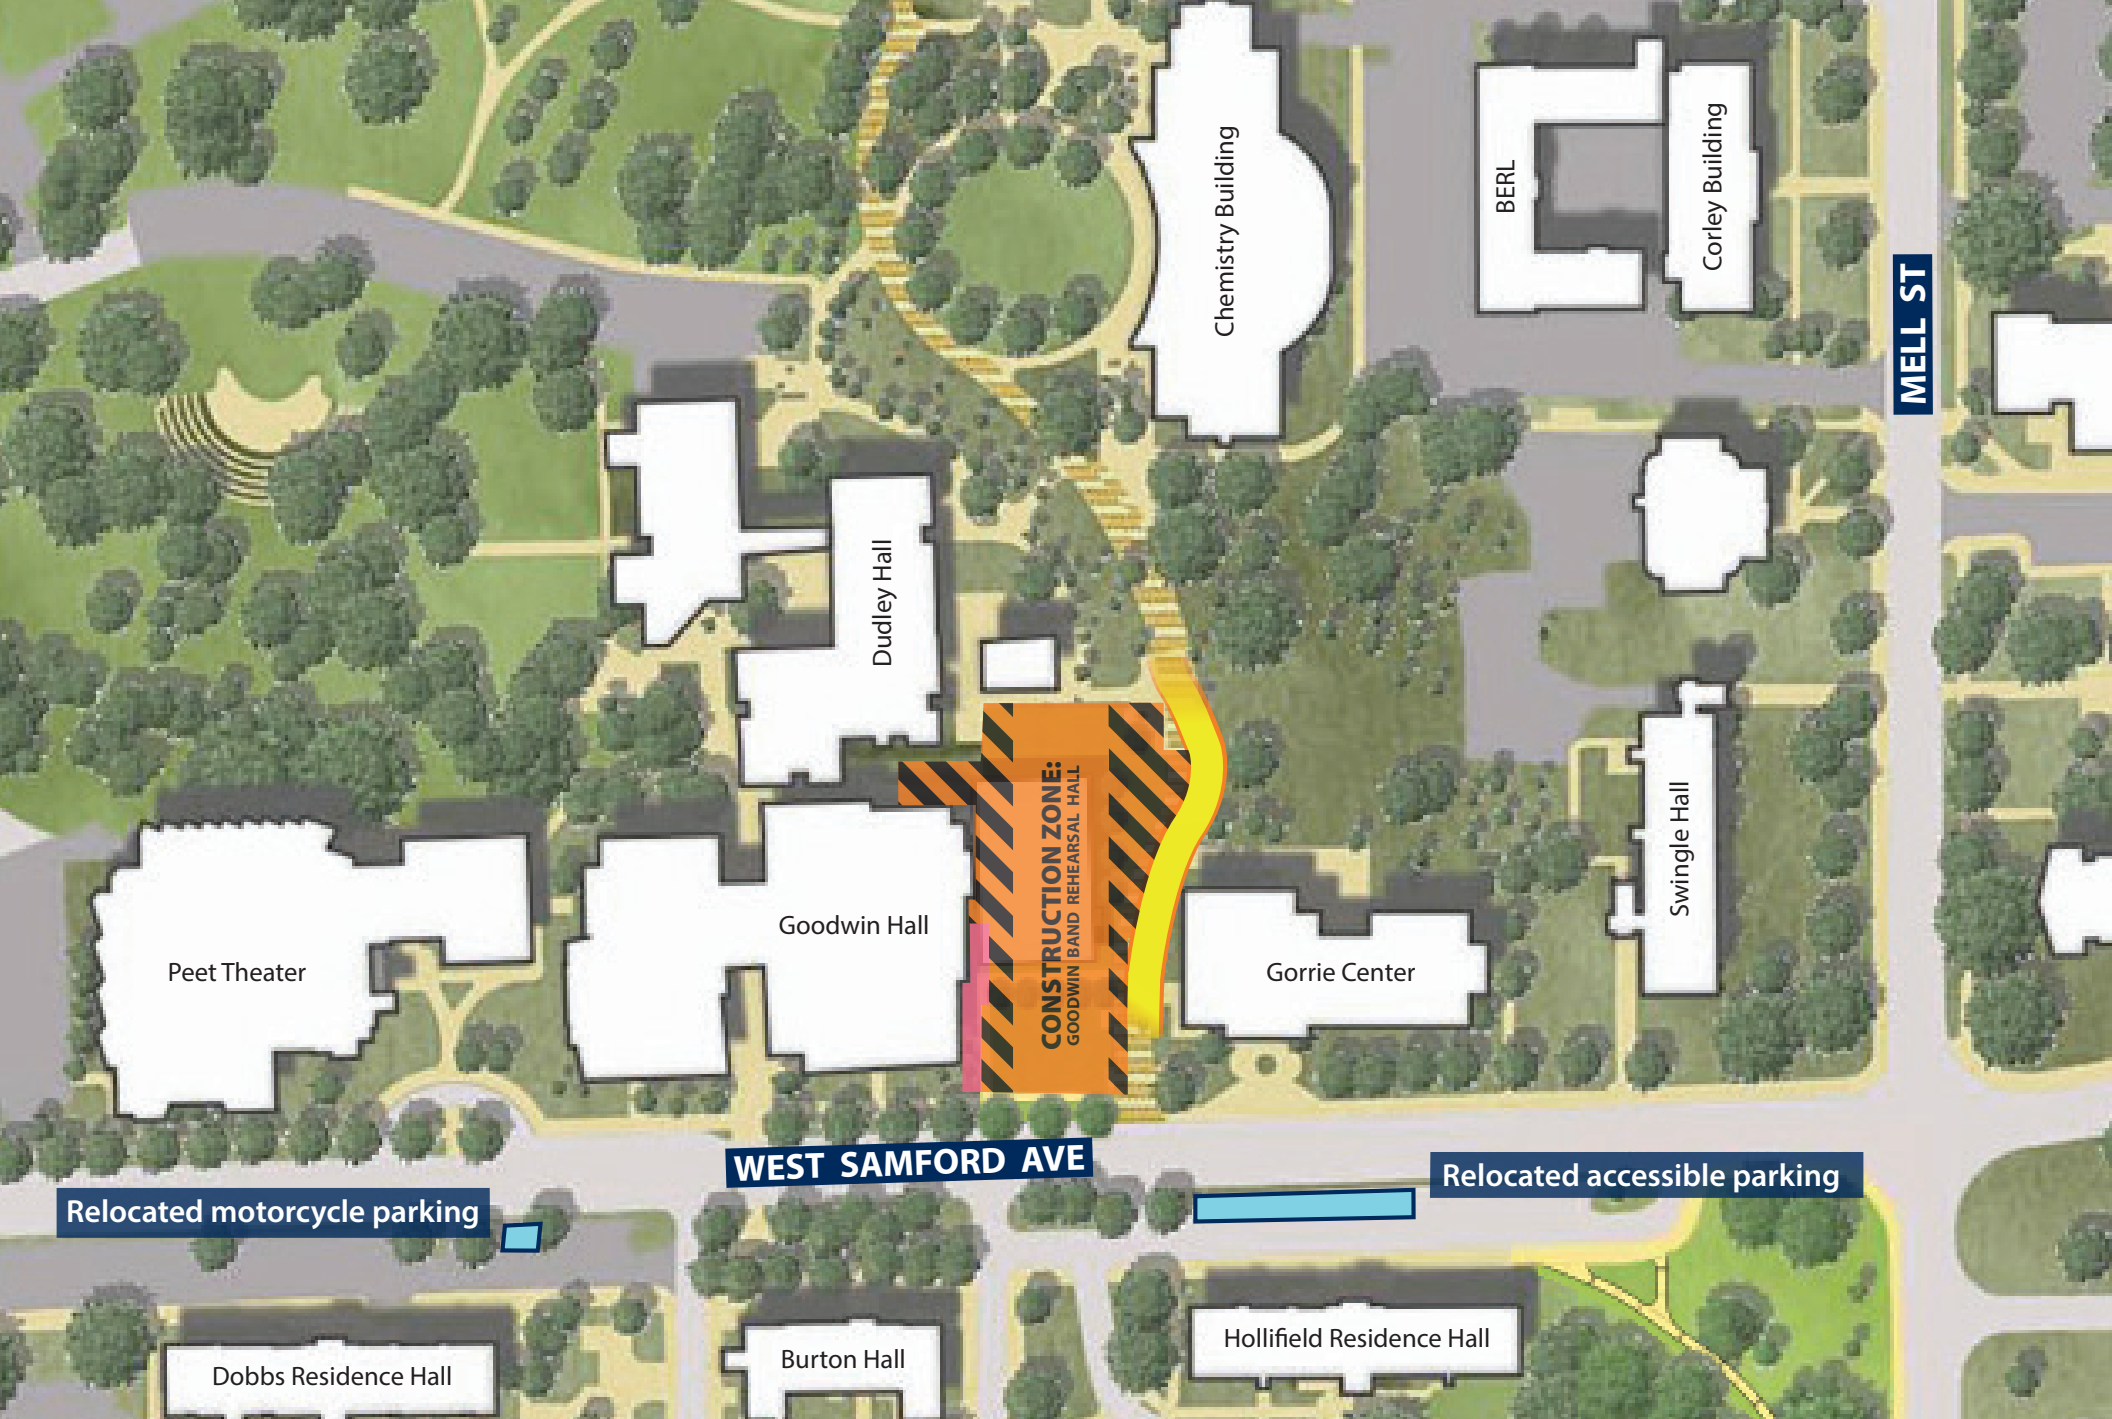 Chemistry Building
BERL
Corley Building
MELL ST
Dudley Hall
CONSTRUCTION ZONE:
GOODWIN BAND REHEARSAL HALL
Swingle Hall
Goodwin Hall
Peet Theater
Gorrie Center
WEST SAMFORD AVE
Relocated accessible parking
Relocated motorcycle parking
Hollifield Residence Hall
Burton Hall
Dobbs Residence Hall